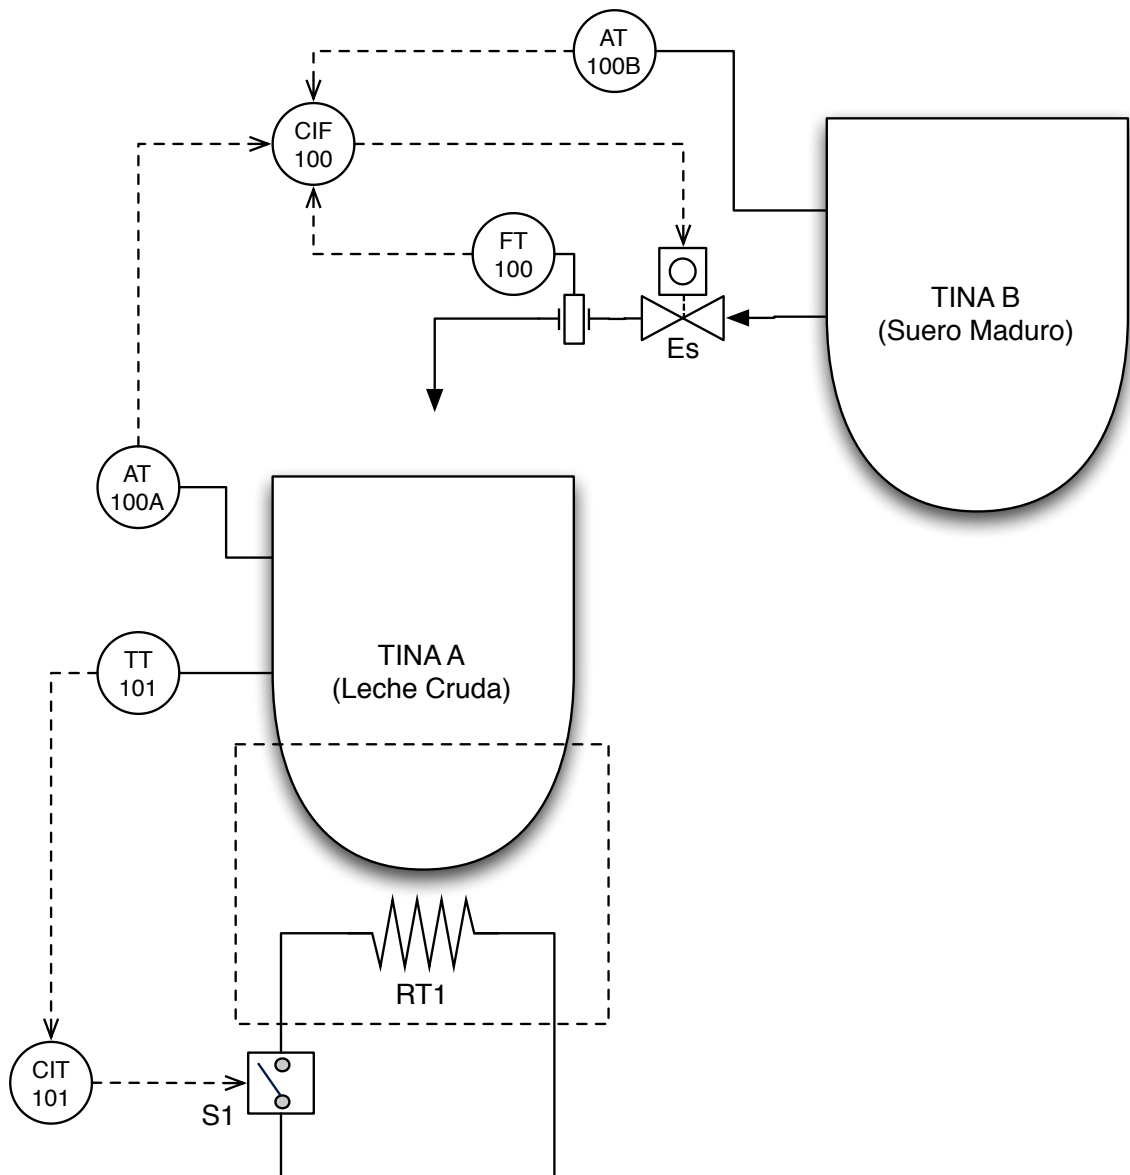 AT
100B
CIF
100
FT
100
TINA B
(Suero Maduro)
Es
AT
100A
TT
101
TINA A
(Leche Cruda)
RT1
CIT
101
S1